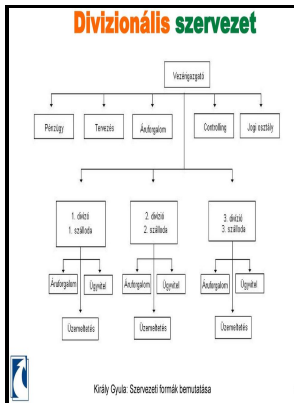 Divizionális szervezet
Vezérigazgató
Pénzügy
Tervezés
Áruforgalom
Controlling
Jogi osztály
1. divízió
1. szálloda
2. divízió
2. szálloda
3. divízió
3. szálloda
Áruforgalom
Ügyvitel
Áruforgalom
Ügyvitel
Áruforgalom
Ügyvitel
Üzemeltetés
Üzemeltetés
Üzemeltetés
Király Gyula: Szervezeti formák bemutatása